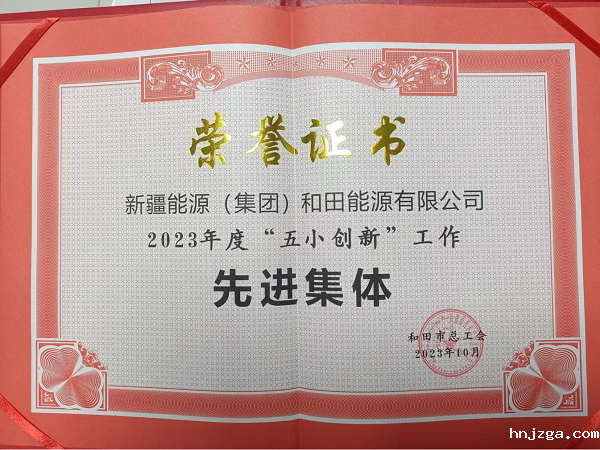 荣誉证书
新疆能源（集团）和田能源有限公司
2023年度“五小创新”工作
先进集体
和田市总工会
2023年10月
hnjzga.com